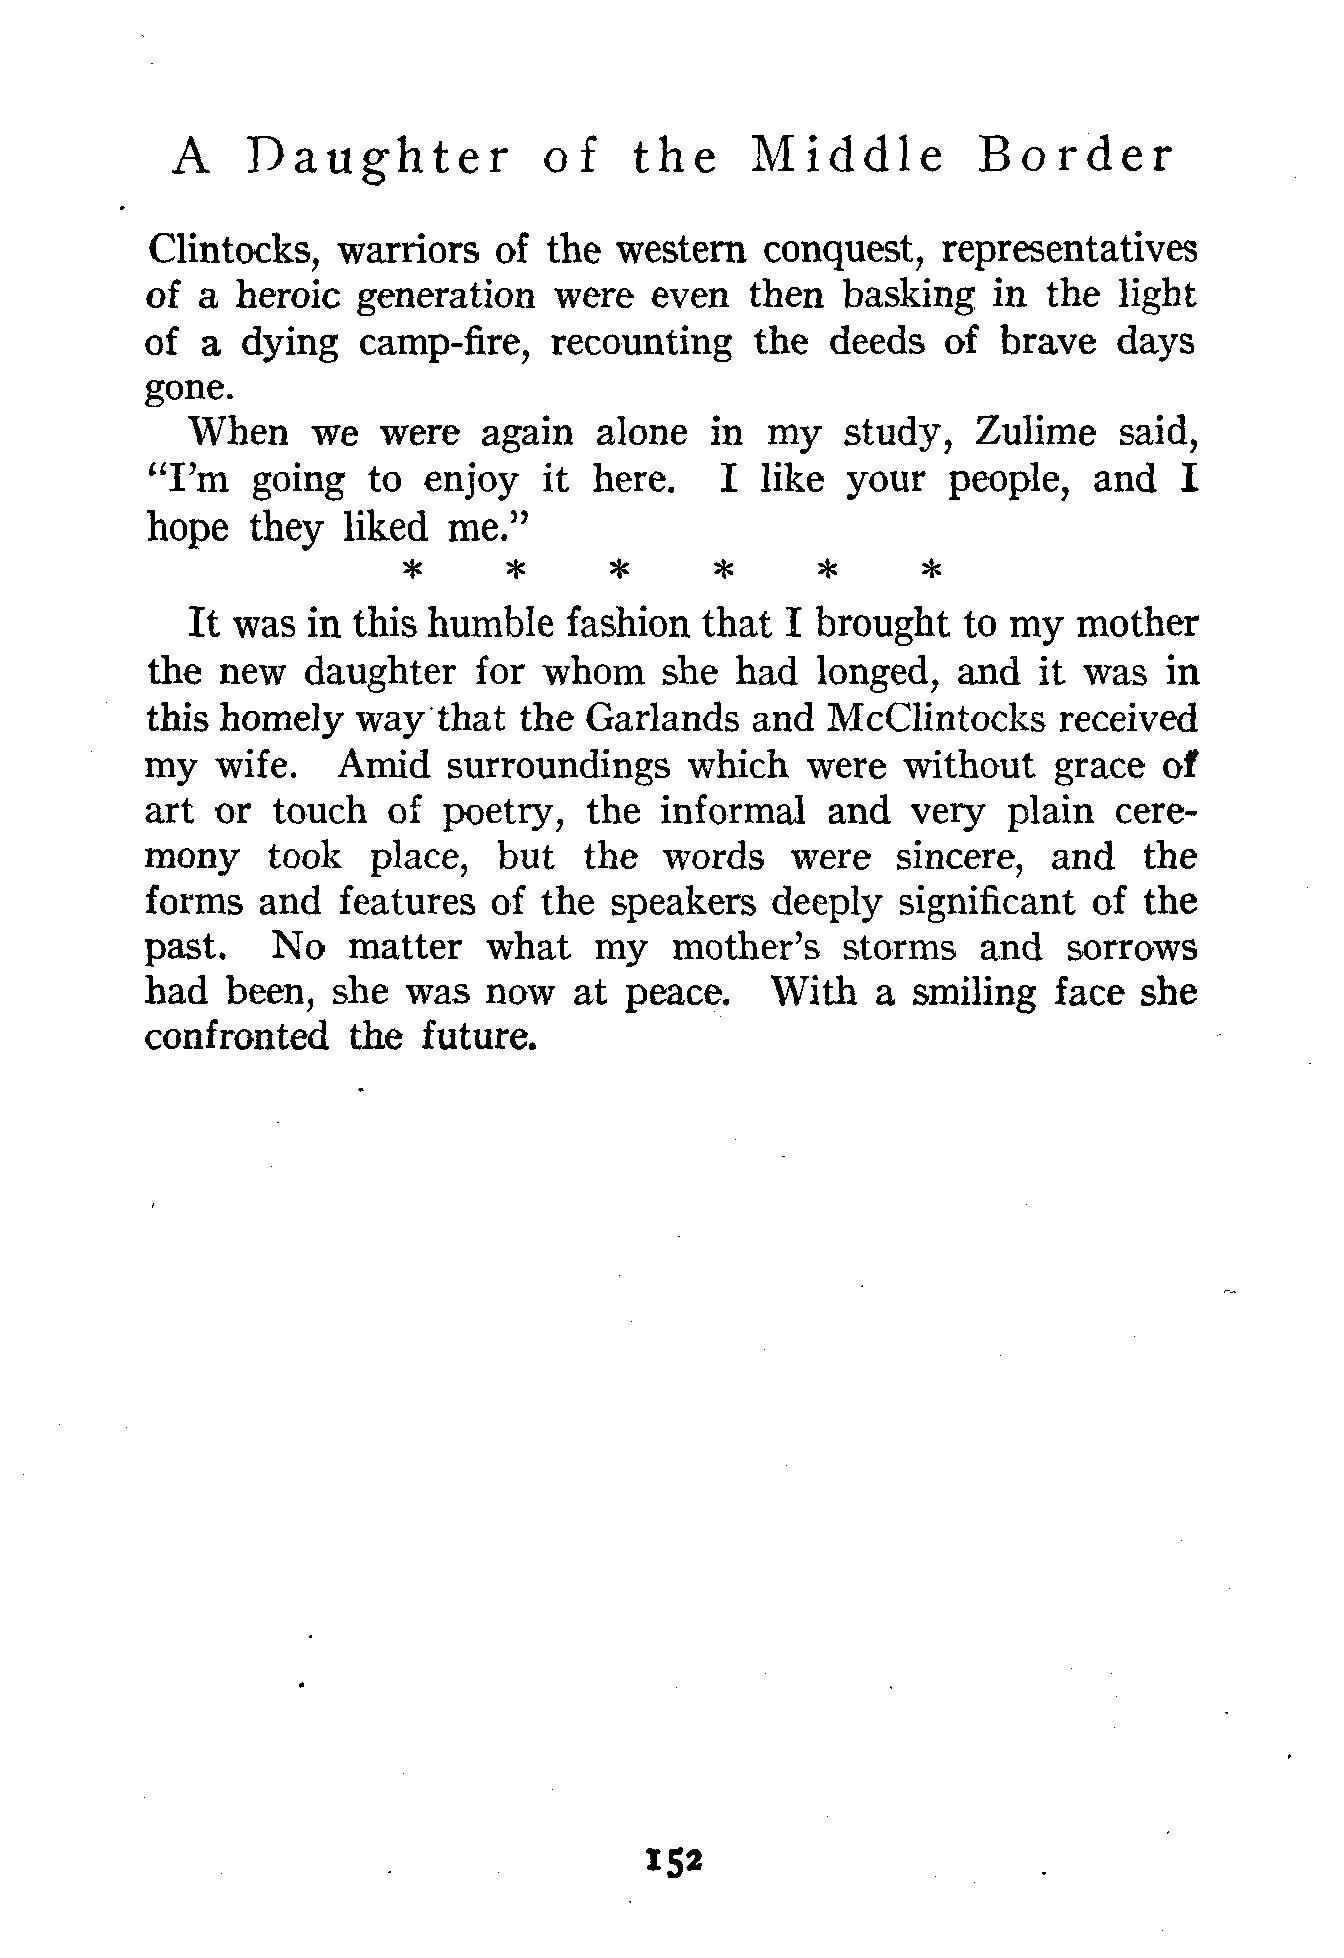 A Daughter of the Middle Border
Clintocks, warriors of the western conquest, representatives
of a heroic generation were even then basking in the light
of a dying camp-fire, recounting the deeds of brave days
gone.
When we were again alone in my study, Zulime said,
“I’m going to enjoy it here. I like your people, and I
hope they liked me.”
* * * * * *
It was in this humble fashion that I brought to my mother
the new daughter for whom she had longed, and it was in
this homely way that the Garlands and McClintocks received
my wife. Amid surroundings which were without grace of
art or touch of poetry, the informal and very plain cere-
mony took place, but the words were sincere, and the
forms and features of the speakers deeply significant of the
past. No matter what my mother’s storms and sorrows
had been, she was now at peace. With a smiling face she
confronted the future.
152